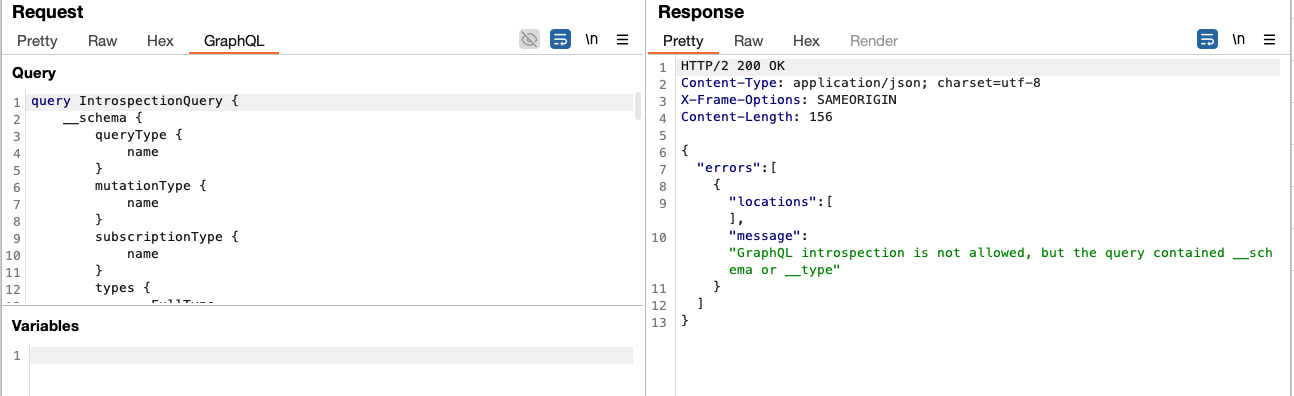 Request
Pretty Raw Hex GraphQL \n
Query
1 query IntrospectionQuery {
2 __schema {
3 queryType {
4 name
5 }
6 mutationType {
7 name
8 }
9 subscriptionType {
10 name
11 }
12 types {
Variables
1
Response
Pretty Raw Hex Render \n
1 HTTP/2 200 OK
2 Content-Type: application/json; charset=utf-8
3 X-Frame-Options: SAMEORIGIN
4 Content-Length: 156
5
6 {
7 "errors":[
8 {
9 "locations":[
],
10 "message":
"GraphQL introspection is not allowed, but the query contained __sch
ema or __type"
11 }
12 ]
13 }